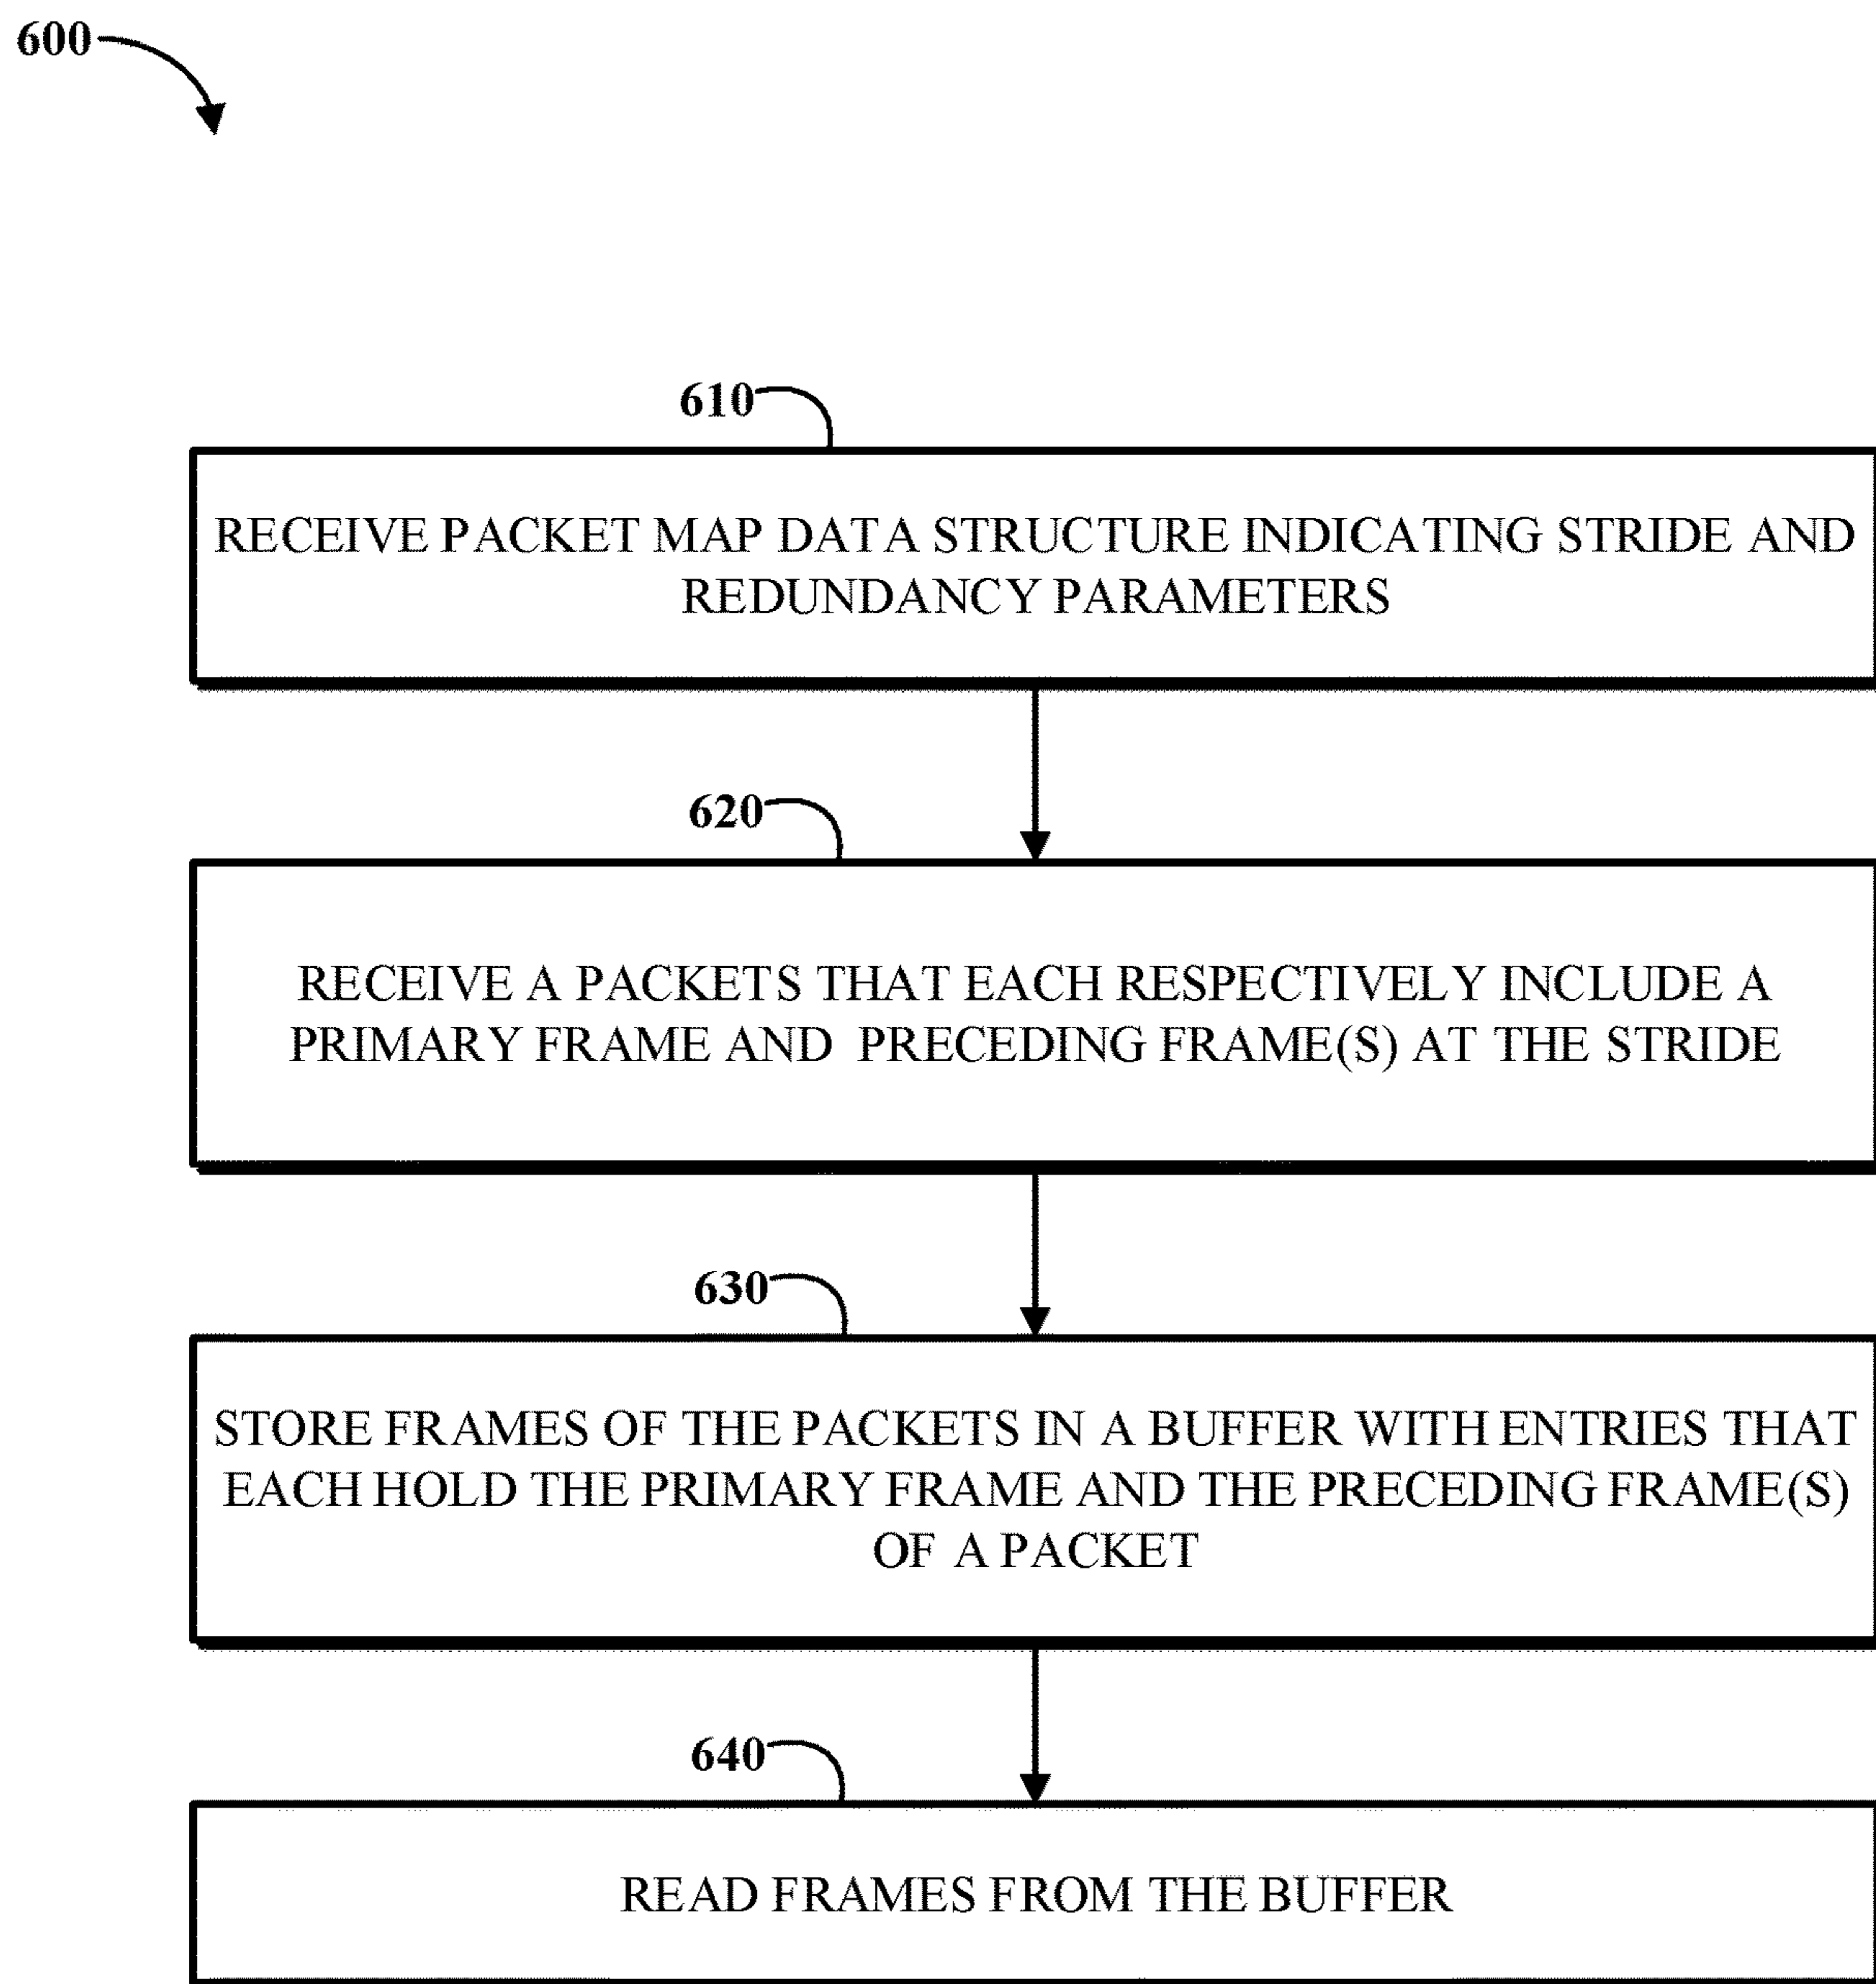 600
610
RECEIVE PACKET MAP DATA STRUCTURE INDICATING STRIDE AND
REDUNDANCY PARAMETERS
620
RECEIVE A PACKETS THAT EACH RESPECTIVELY INCLUDE A
PRIMARY FRAME AND PRECEDING FRAME(S) AT THE STRIDE
630
STORE FRAMES OF THE PACKETS IN A BUFFER WITH ENTRIES THAT
EACH HOLD THE PRIMARY FRAME AND THE PRECEDING FRAME(S)
OF A PACKET
640
READ FRAMES FROM THE BUFFER